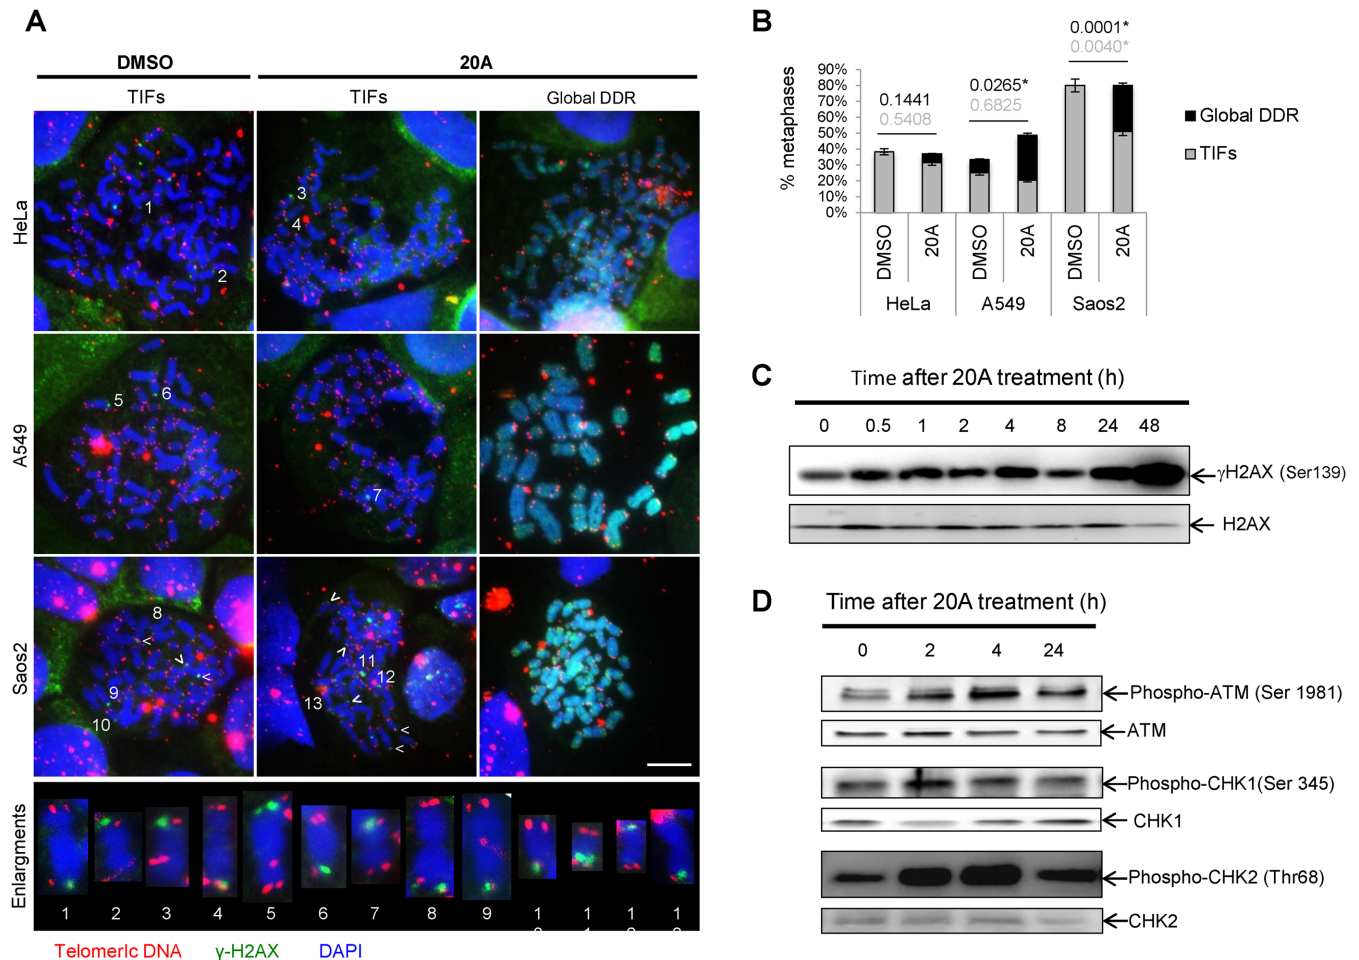 A
DMSO
20A
TIFs
TIFs
Global DDR
HeLa
1
2
3
4
A549
5
6
7
Saos2
8
9
10
11
12
13
Enlargments
1 2 3 4 5 6 7 8 9
TelomerIc DNA γ-H2AX DAPI
B
% metaphases
90%
80%
70%
60%
50%
40%
30%
20%
10%
0%
0.1441
0.5408
0.0265*
0.6825
0.0001*
0.0040*
Global DDR
TIFs
DMSO 20A DMSO 20A DMSO 20A
HeLa A549 Saos2
C
Time after 20A treatment (h)
0 0.5 1 2 4 8 24 48
γH2AX (Ser139)
H2AX
D
Time after 20A treatment (h)
0 2 4 24
Phospho-ATM (Ser 1981)
ATM
Phospho-CHK1(Ser 345)
CHK1
Phospho-CHK2 (Thr68)
CHK2